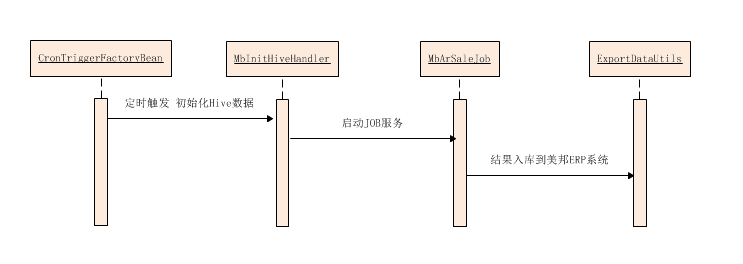 CronTriggerFactoryBean
MbInitHiveHandler
MbArSaleJob
ExportDataUtils
定时触发 初始化Hive数据
启动JOB服务
结果入库到美邦ERP系统